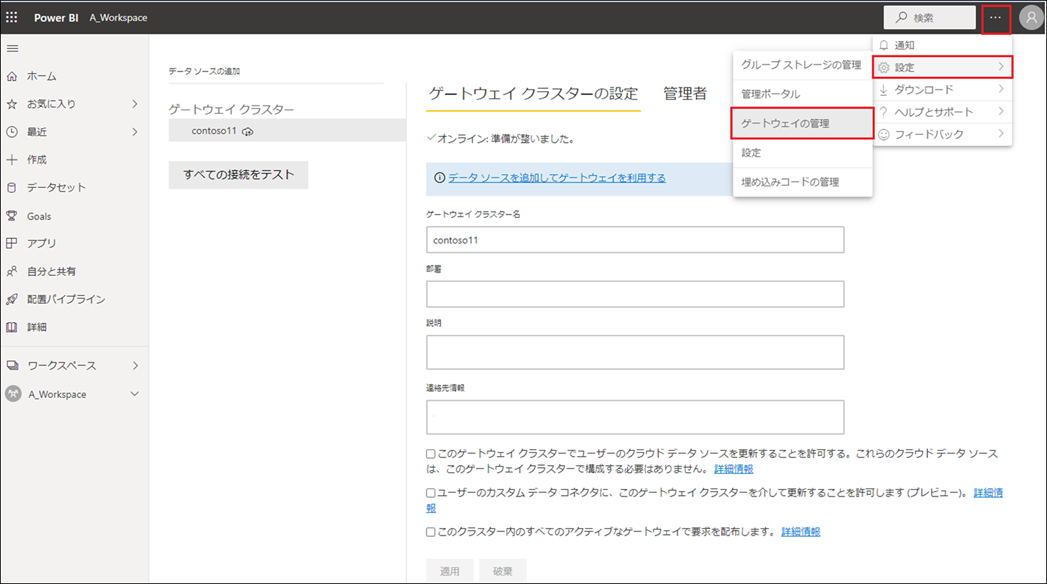 Power BI A_Workspace
検索
…
ホーム
お気に入り
最近
作成
データセット
Goals
アプリ
自分と共有
配置パイプライン
詳細
ワークスペース
A_Workspace
データ ソースの追加
ゲートウェイ クラスター
contoso11
すべての接続をテスト
ゲートウェイ クラスターの設定 管理者
オンライン: 準備が整いました。
データ ソースを追加してゲートウェイを利用する
ゲートウェイ クラスター名
contoso11
部署
説明
連絡先情報
このゲートウェイ クラスターでユーザーのクラウド データ ソースを更新することを許可する。これらのクラウド データ ソース
は、このゲートウェイ クラスターで構成する必要はありません。 詳細情報
ユーザーのカスタム データ コネクタに、このゲートウェイ クラスターを介して更新することを許可します (プレビュー)。 詳細情
報
このクラスター内のすべてのアクティブなゲートウェイで要求を配布します。 詳細情報
適用 破棄
グループ ストレージの管理
管理ポータル
ゲートウェイの管理
設定
埋め込みコードの管理
通知
設定
ダウンロード
ヘルプとサポート
フィードバック